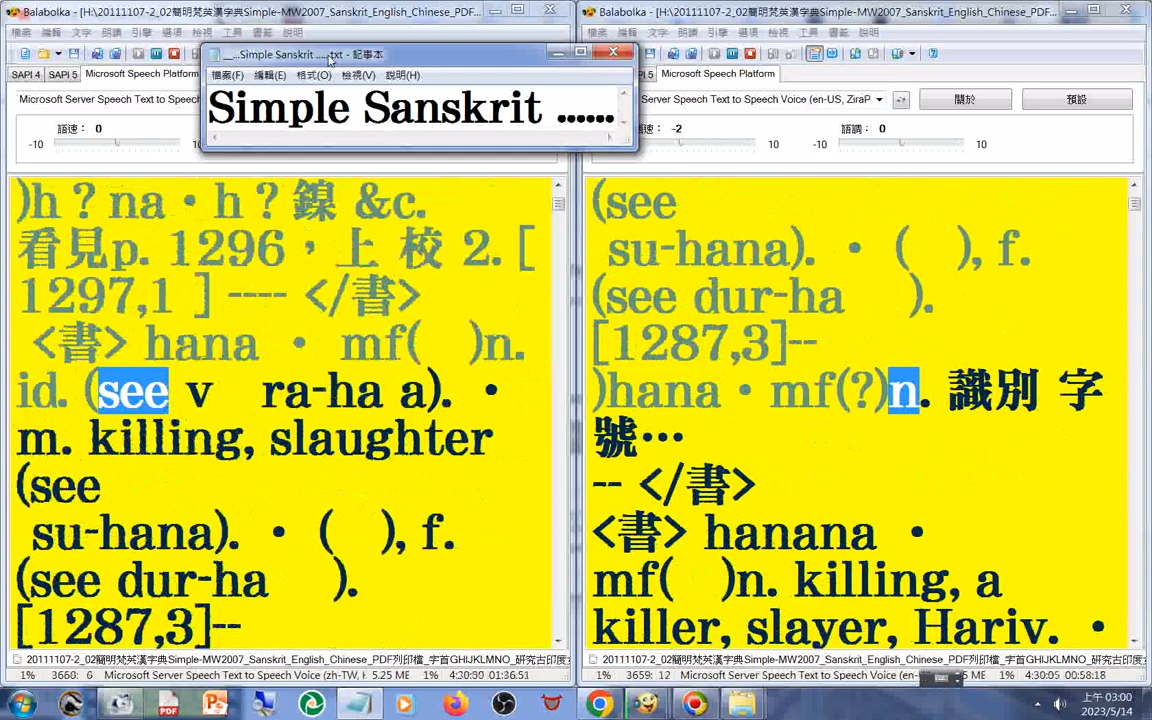 Balabolka - [H:\20111107-2_02簡明梵英漢字典Simple-MW2007_Sanskrit_English_Chinese_PDF...
Balabolka - [H:\20111107-2_02簡明梵英漢字典Simple-MW2007_Sanskrit_English_Chinese_PDF...
__...Simple Sanskrit ......txt - 記事本
檔案(F) 編輯(E) 格式(O) 檢視(V) 說明(H)
Simple Sanskrit ......
SAPI 4 SAPI 5 Microsoft Speech Platform
Microsoft Server Speech Text to Speech
語速: 0
-10
10
PI 5 Microsoft Speech Platform
Server Speech Text to Speech Voice (en-US, ZiraP
關於
預設
速: -2
語調: 0
10
-10
10
)h ? na · h ? 鎳 &c.
看見p. 1296，上 校 2. [
1297,1 ] ---- </書>
<書> hana · mf( )n.
id. (see v ra-ha a). ·
m. killing, slaughter
(see
su-hana). · ( ), f.
(see dur-ha ).
[1287,3]--
(see
su-hana). · ( ), f.
(see dur-ha ).
[1287,3]--
)hana · mf(?)n. 識別 字
號…
-- </書>
<書> hanana ·
mf( )n. killing, a
killer, slayer, Hariv. ·
20111107-2_02簡明梵英漢字典Simple-MW2007_Sanskrit_English_Chinese_PDF列印檔_字首GHIJKLMNO_研究古印度
1% 3660: 6 Microsoft Server Speech Text to Speech Voice (zh-TW, H 5.25 MB 1% 4:30:99 01:36:51
20111107-2_02簡明梵英漢字典Simple-MW2007_Sanskrit_English_Chinese_PDF列印檔_字首GHIJKLMNO_研究古印度
1% 3659: 12 Microsoft Server Speech Text to Speech Voice (en-US, 5.25 MB 1% 4:30:05 00:58:18
上午 03:00
2023/5/14